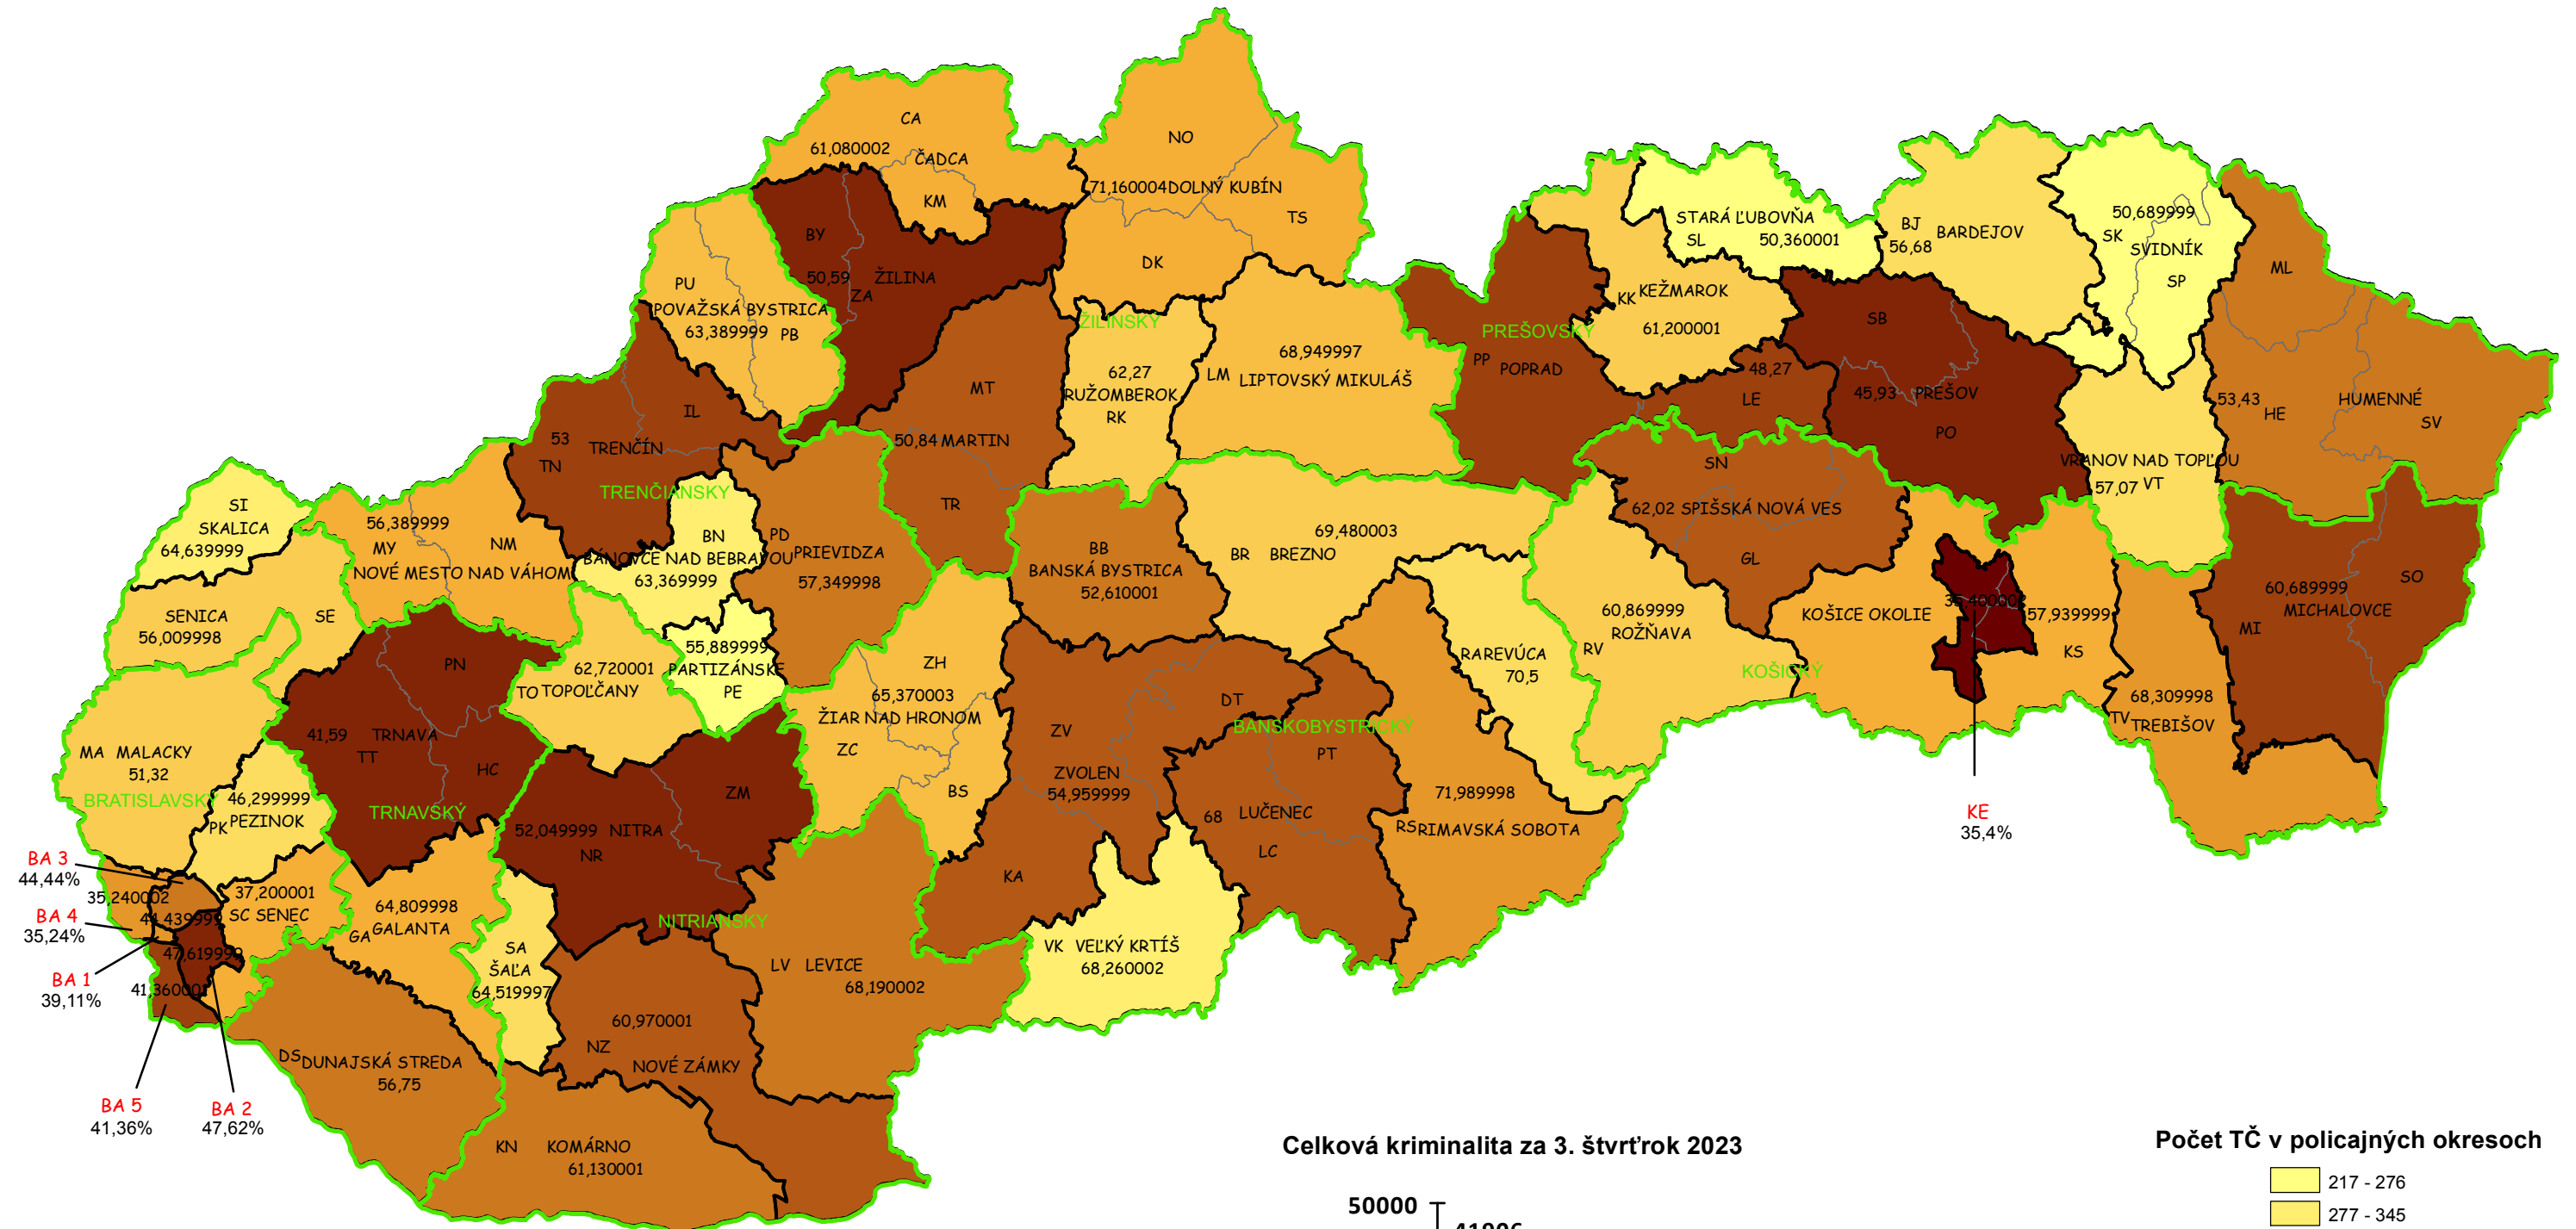 CA
61,080002
ČADCA
KM
NO
71,160004 DOLNÝ KUBÍN
TS
DK
BY
50,59
ŽILINA
ZA
PU
POVAŽSKÁ BYSTRICA
63,389999
PB
ŽILINSKÝ
68,949997
LM LIPTOVSKÝ MIKULÁŠ
62,27
RUŽOMBEROK
RK
MT
50,84 MARTIN
TR
IL
53
TRENČÍN
TN
TRENČIANSKY
STARÁ ĽUBOVŇA
SL 50,360001
KK KEŽMAROK
61,200001
PREŠOVSKÝ
PP POPRAD
48,27
LE
BJ
56,68
BARDEJOV
50,689999
SK
SVIDNÍK
SP
ML
SB
45,93 PREŠOV
PO
53,43
HE
HUMENNÉ
SV
VRANOV NAD TOPĽOU
57,07 VT
SI
SKALICA
64,639999
SENICA
56,009998
SE
56,389999
MY
NM
NOVÉ MESTO NAD VÁHOM
BN
BÁNOVCE NAD BEBRAVOU
63,369999
PD
PRIEVIDZA
57,349998
55,889999
PARTIZÁNSKE
PE
BB
BANSKÁ BYSTRICA
52,610001
69,480003
BR BREZNO
SN
62,02 SPIŠSKÁ NOVÁ VES
GL
60,869999
ROŽŇAVA
RV
KOŠICKÝ
KOŠICE OKOLIE
57,939999
KS
KE
35,4%
60,689999
MICHALOVCE
MI
SO
68,309998
TV
TREBIŠOV
RA REVÚCA
70,5
71,989998
RS RIMAVSKÁ SOBOTA
BANSKOBYSTRICKÝ
DT
PT
68 LUČENEC
LC
ZV
ZVOLEN
54,959999
KA
ZH
65,370003
ŽIAR NAD HRONOM
ZC
BS
62,720001
TO TOPOĽČANY
PN
41,59 TRNAVA
TT
HC
TRNAVSKÝ
MA MALACKY
51,32
BRATISLAVSKÝ
46,299999
PK PEZINOK
BA 3
44,44%
35,240002
44,439999
BA 4
35,24%
37,200001
SC SENEC
47,619999
BA 1
39,11%
BA 5
41,36%
BA 2
47,62%
64,809998
GA GALANTA
52,049999 NITRA
NR
ZM
NITRIANSKY
SA
ŠAĽA
64,519997
LV LEVICE
68,190002
VK VEĽKÝ KRTÍŠ
68,260002
DS DUNAJSKÁ STREDA
56,75
60,970001
NZ
NOVÉ ZÁMKY
KN KOMÁRNO
61,130001
Celková kriminalita za 3. štvrťrok 2023
50000
Počet TČ v policajných okresoch
217 - 276
277 - 345